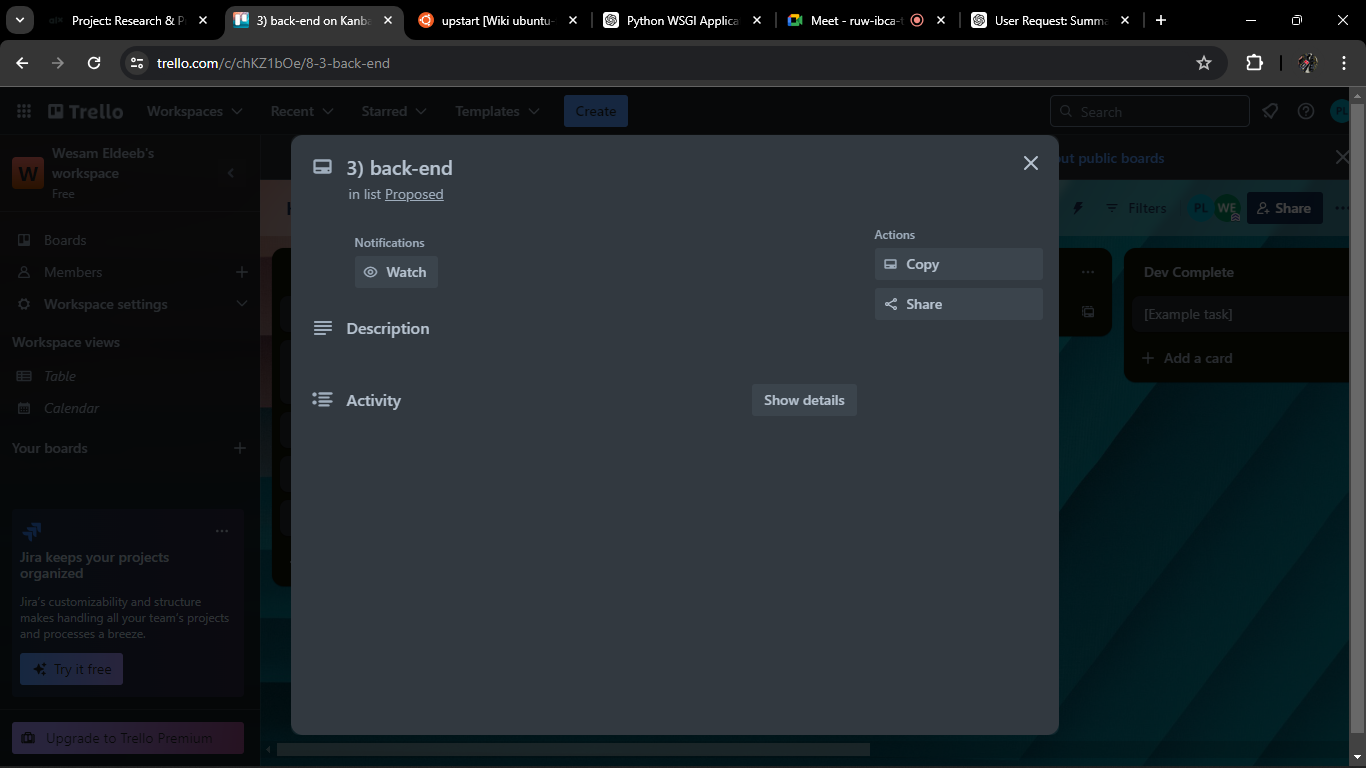 Project: Research & P
3) back-end on Kanba
upstart [Wiki ubuntu-
Python WSGI Applica
Meet - ruw-ibca-
User Request: Summa
trello.com/c/chKZ1bOe/8-3-back-end
Trello
Workspaces
Recent
Starred
Templates
Create
Search
W
Wesam Eldeeb's
workspace
Free
Boards
Members
Workspace settings
Workspace views
Table
Calendar
Your boards
Jira keeps your projects
organized
Jira's customizability and structure
makes handling all your team's projects
and processes a breeze.
Try it free
Upgrade to Trello Premium
3) back-end
in list Proposed
Notifications
Watch
Description
Activity
Show details
Actions
Copy
Share
out public boards
Filters
PL
WE
Share
Dev Complete
[Example task]
Add a card